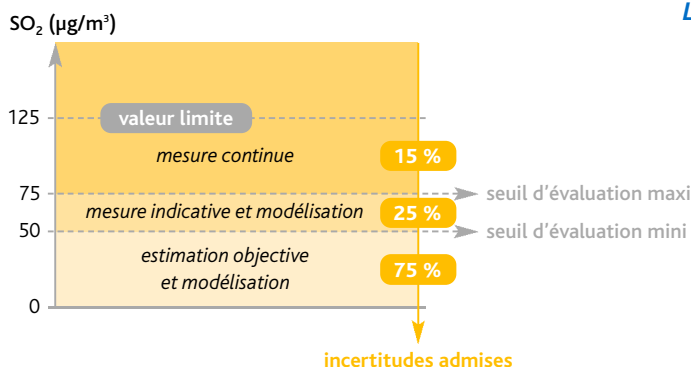 L
SO₂ (µg/m³)
125
valeur limite
mesure continue
15 %
75
seuil d'évaluation maxi
mesure indicative et modélisation
25 %
50
seuil d'évaluation mini
estimation objective
et modélisation
75 %
0
incertitudes admises